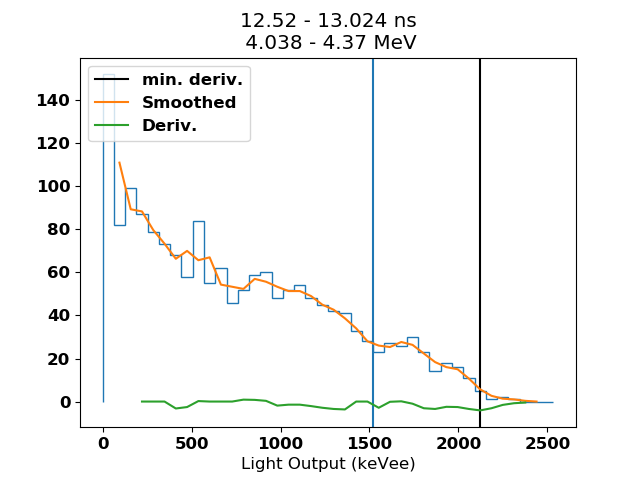 12.52 - 13.024 ns
4.038 - 4.37 MeV
min. deriv.
Smoothed
Deriv.
140
120
100
80
60
40
20
0
0 500 1000 1500 2000 2500
Light Output (keVee)